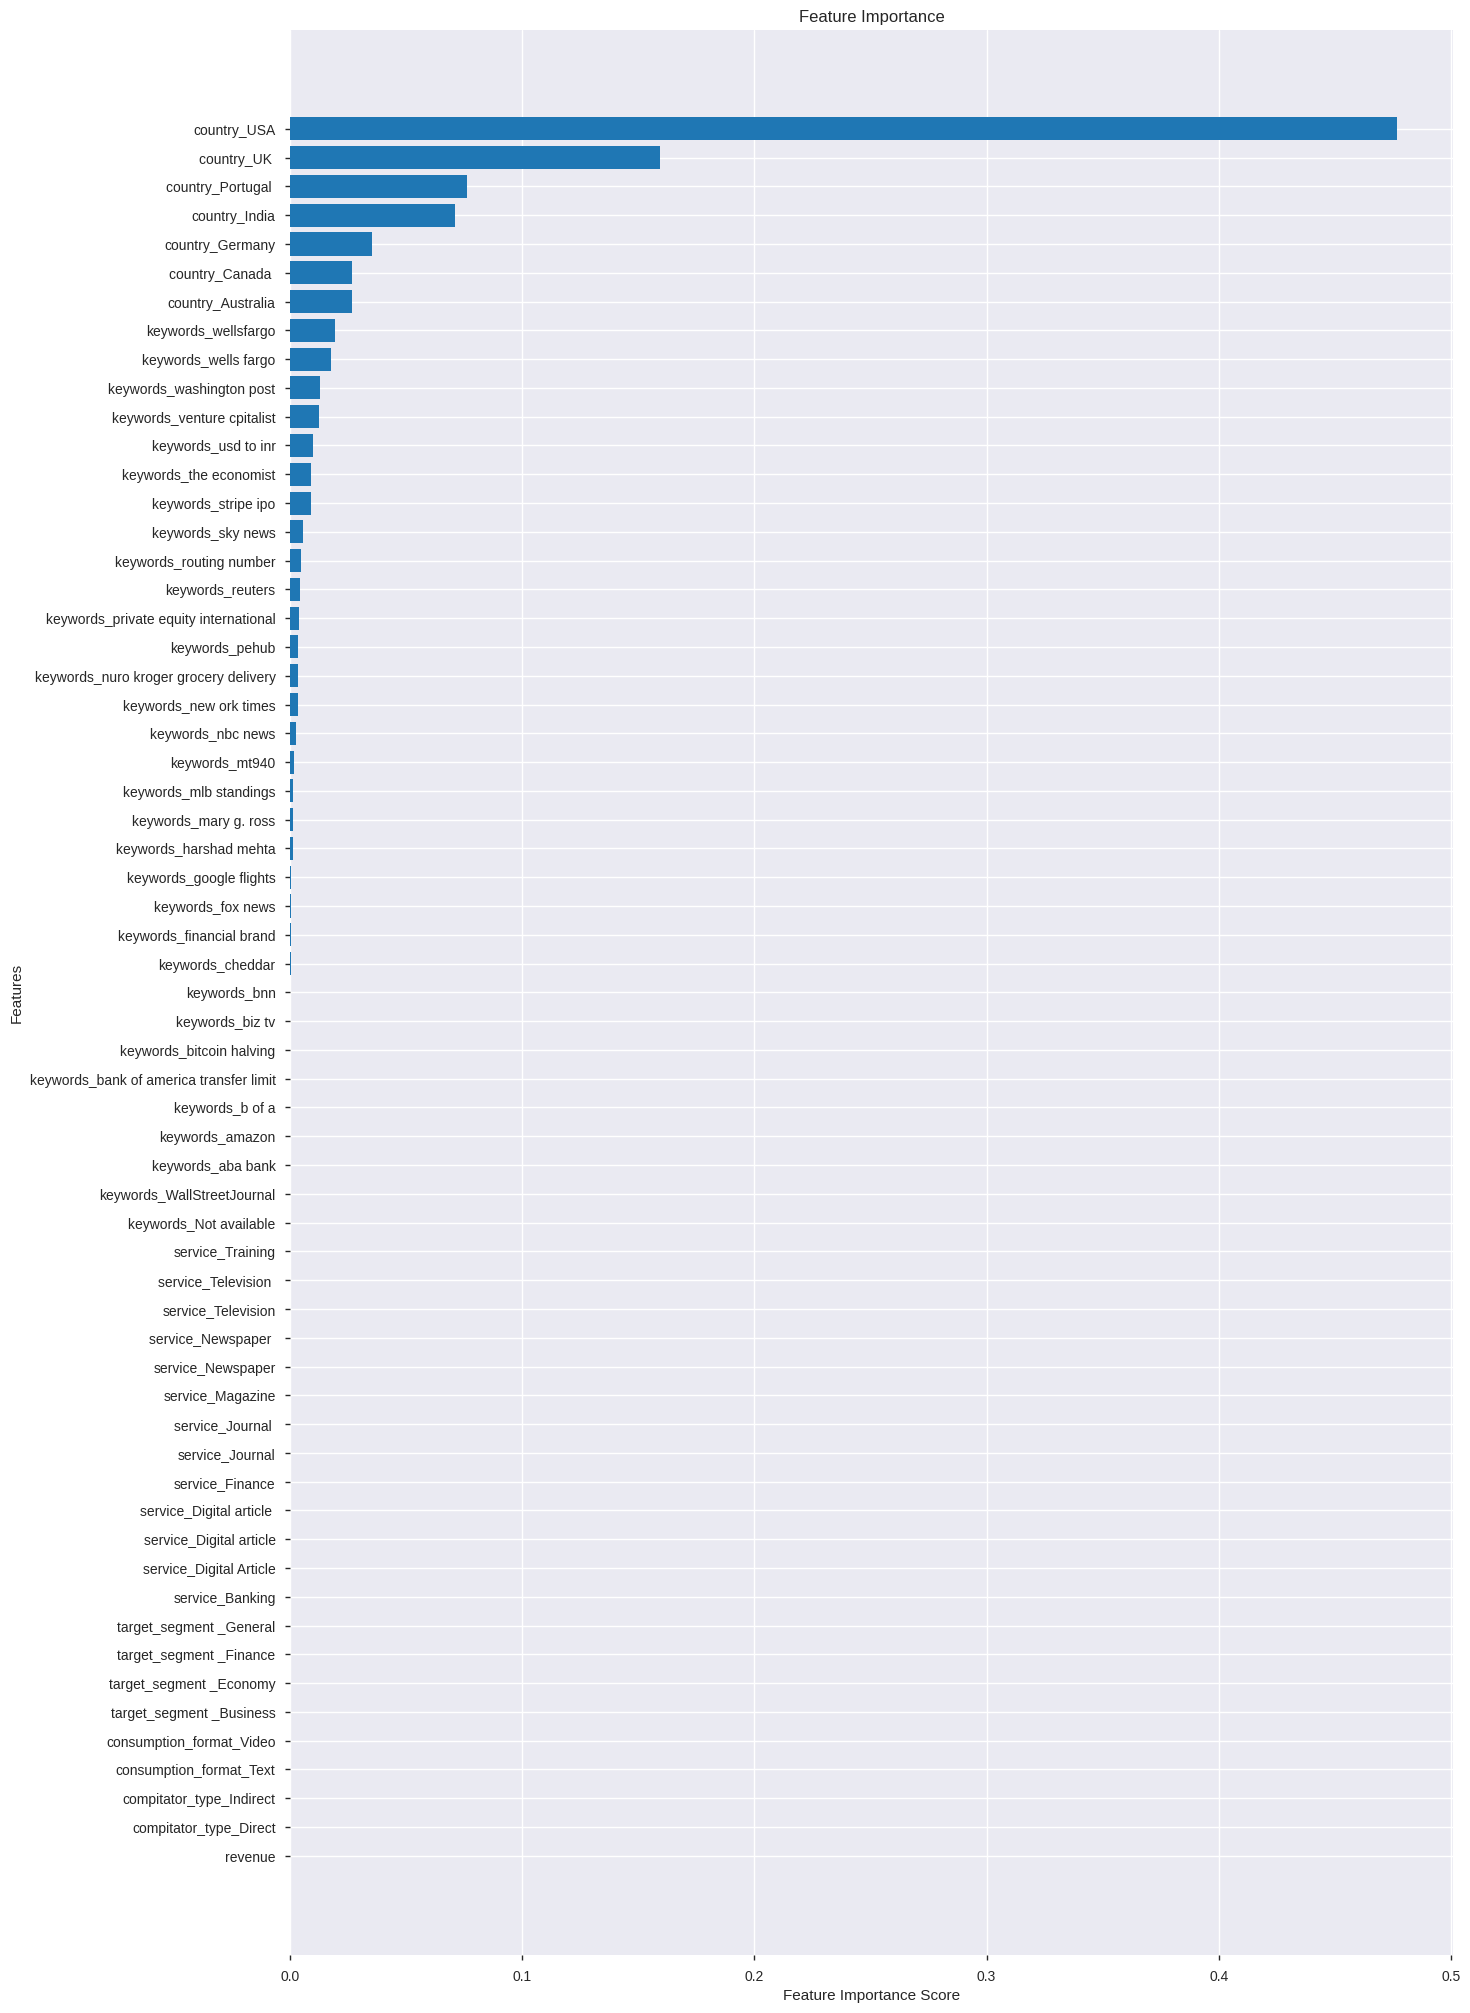 Feature Importance
country_USA
country_UK
country_Portugal
country_India
country_Germany
country_Canada
country_Australia
keywords_wellsfargo
keywords_wells fargo
keywords_washington post
keywords_venture cpitalist
keywords_usd to inr
keywords_the economist
keywords_stripe ipo
keywords_sky news
keywords_routing number
keywords_reuters
keywords_private equity international
keywords_pehub
keywords_nuro kroger grocery delivery
keywords_new ork times
keywords_nbc news
keywords_mt940
keywords_mlb standings
keywords_mary g. ross
keywords_harshad mehta
keywords_google flights
keywords_fox news
keywords_financial brand
keywords_cheddar
keywords_bnn
keywords_biz tv
keywords_bitcoin halving
keywords_bank of america transfer limit
keywords_b of a
keywords_amazon
keywords_aba bank
keywords_WallStreetJournal
keywords_Not available
service_Training
service_Television
service_Television
service_Newspaper
service_Newspaper
service_Magazine
service_Journal
service_Journal
service_Finance
service_Digital article
service_Digital article
service_Digital Article
service_Banking
target_segment _General
target_segment _Finance
target_segment _Economy
target_segment _Business
consumption_format_Video
consumption_format_Text
compitator_type_Indirect
compitator_type_Direct
revenue
Features
0.0 0.1 0.2 0.3 0.4 0.5
Feature Importance Score